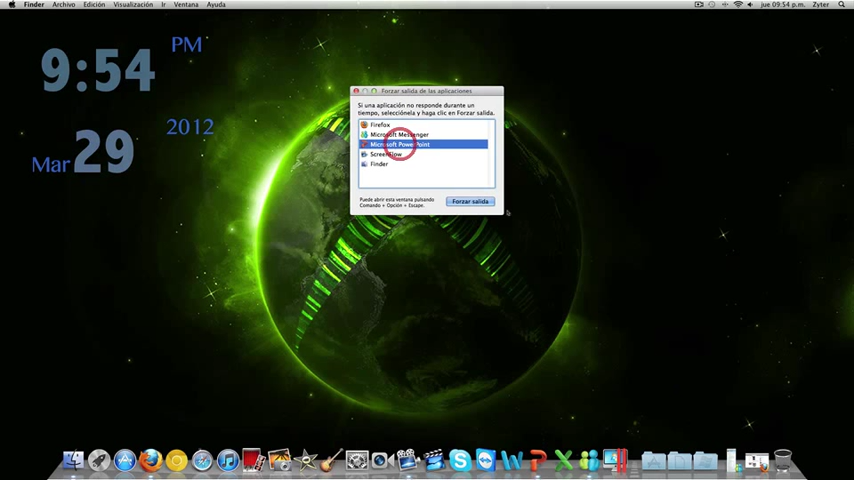 Finder Archivo Edición Visualización Ir Ventana Ayuda jue 09:54 p.m. Zyter
PM
9:54
2012
Mar 29
Forzar salida de las aplicaciones
Si una aplicación no responde durante un
tiempo, selecciónela y haga clic en Forzar salida.
Firefox
Microsoft Messenger
Microsoft PowerPoint
ScreenFlow
Finder
Puede abrir esta ventana pulsando
Comando + Opción + Escape.
Forzar salida